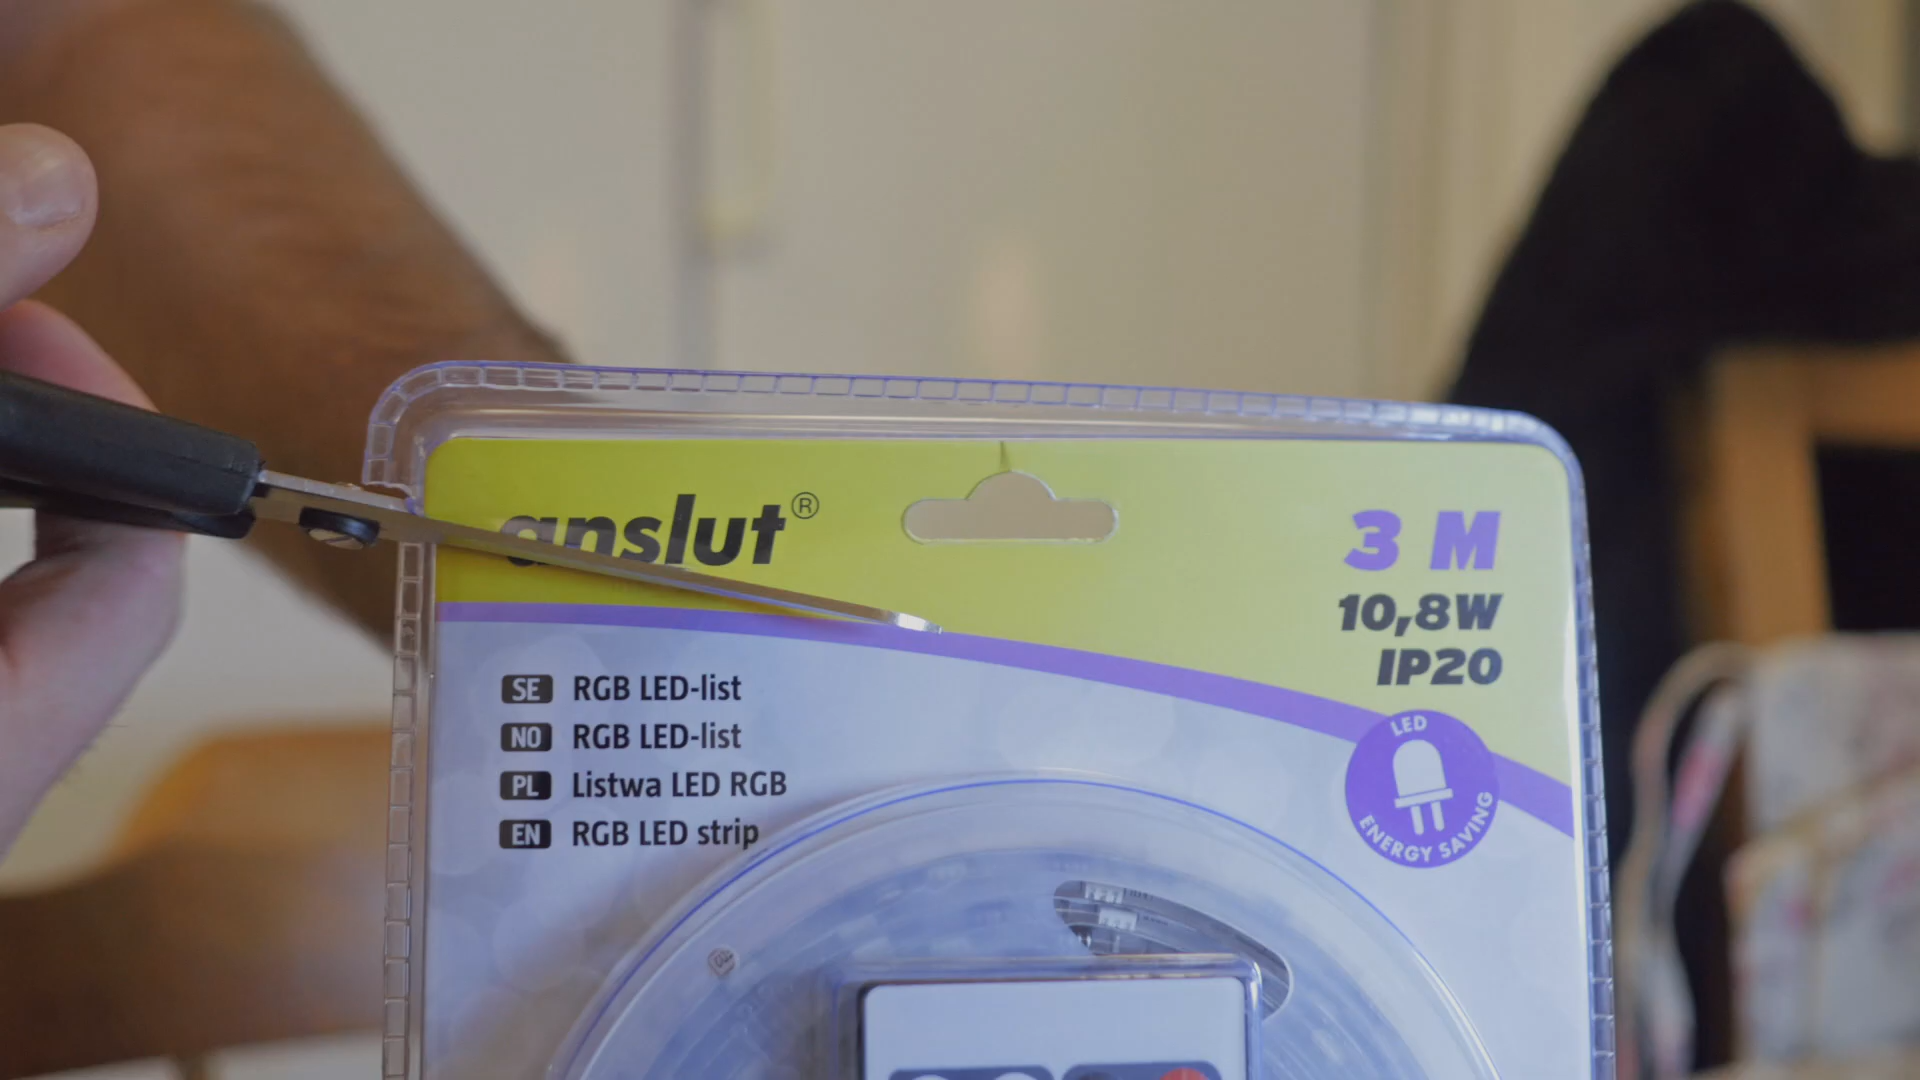 anslut®
3 M
10,8W
IP20
SE RGB LED-list
NO RGB LED-list
PL Listwa LED RGB
EN RGB LED strip
LED
ENERGY SAVING